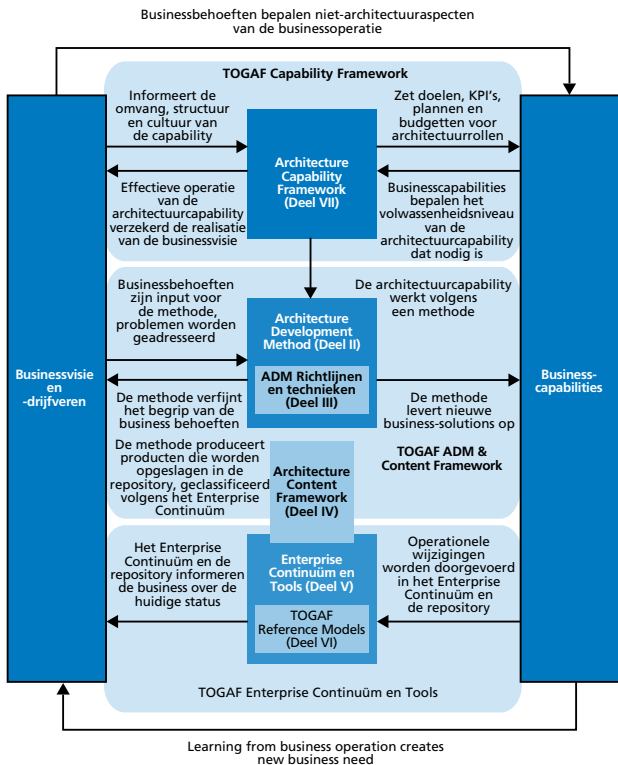 Businessbehoeften bepalen niet-architectuuraspecten
van de businessoperatie
TOGAF Capability Framework
Informeert de
omvang, structuur
en cultuur van
de capability
Zet doelen, KPI's,
plannen en
budgetten voor
architectuurrollen
Architecture
Capability
Framework
(Deel VII)
Effectieve operatie
van de
architectuurcapability
verzekerd de realisatie
van de businessvisie
Businesscapabilities
bepalen het
volwassenheidsniveau
van de
architectuurcapability
dat nodig is
Businessbehoeften
zijn input voor
de methode,
problemen worden
geadresseerd
De architectuurcapability
werkt volgens
een methode
Architecture
Development
Method (Deel II)
Businessvisie
en
-drijfveren
Business-
capabilities
ADM Richtlijnen
en technieken
(Deel III)
De methode verfijnt
het begrip van de
business behoeften
De methode
levert nieuwe
business-solutions op
De methode produceert
producten die worden
opgeslagen in de
repository, geclassificeerd
volgens het Enterprise
Continuüm
TOGAF ADM &
Content Framework
Architecture
Content
Framework
(Deel IV)
Het Enterprise
Continuüm en de
repository informeren
de business over de
huidige status
Enterprise
Continuüm en
Tools (Deel V)
Operationele
wijzigingen
worden doorgevoerd
in het Enterprise
Continuüm en
de repository
TOGAF
Reference Models
(Deel VI)
TOGAF Enterprise Continuüm en Tools
Learning from business operation creates
new business need